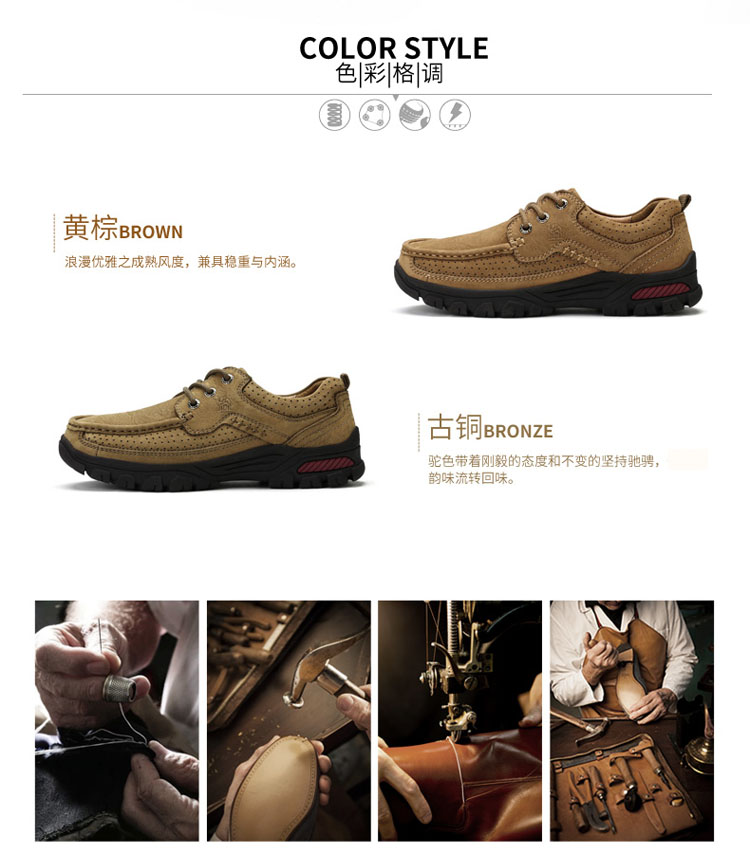 COLOR STYLE
色|彩|格|调
黄棕BROWN
浪漫优雅之成熟风度，兼具稳重与内涵。
古铜BRONZE
驼色带着刚毅的态度和不变的坚持驰骋，
韵味流转回味。